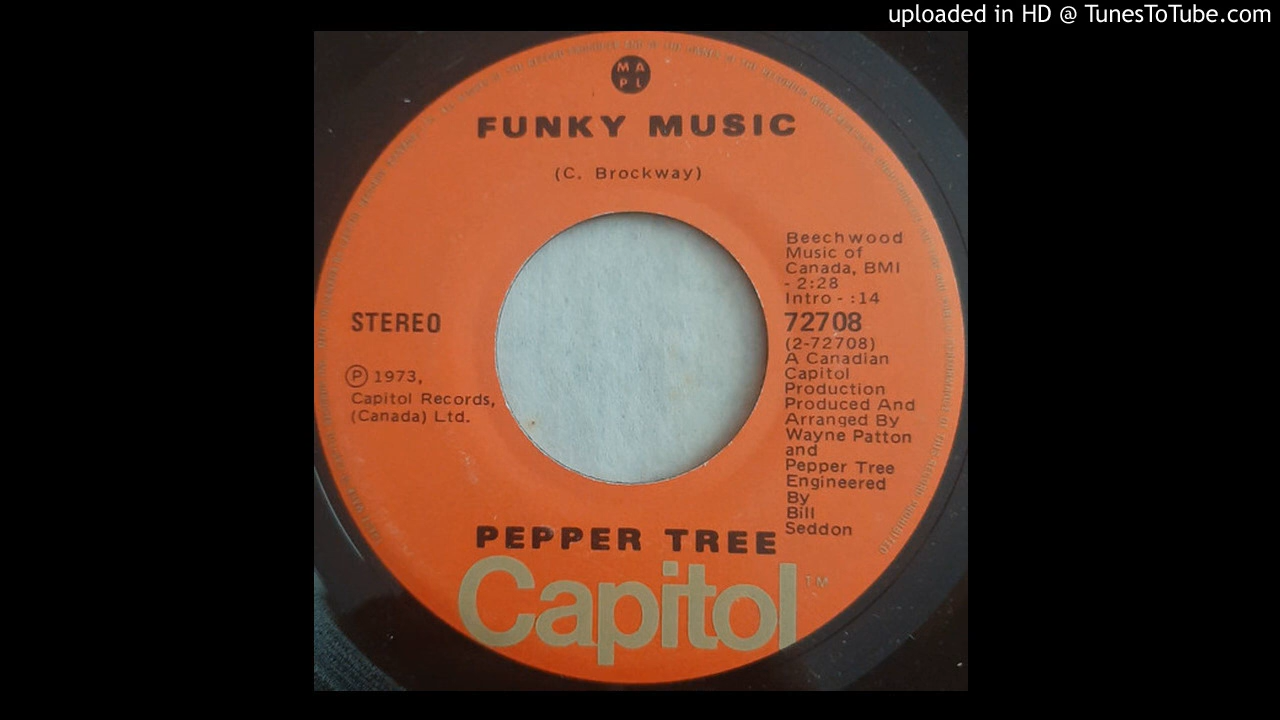 uploaded in HD @ TunesToTube.com
M A
P L
FUNKY MUSIC
(C. Brockway)
Beechwood
Music of
Canada, BMI
- 2:28
Intro - :14
STEREO
72708
(2-72708)
A Canadian
Capitol
Production
Produced And
Arranged By
Wayne Patton
and
Pepper Tree
Engineered
By
Bill
Seddon
Ⓟ 1973,
Capitol Records,
(Canada) Ltd.
PEPPER TREE
Capitol TM